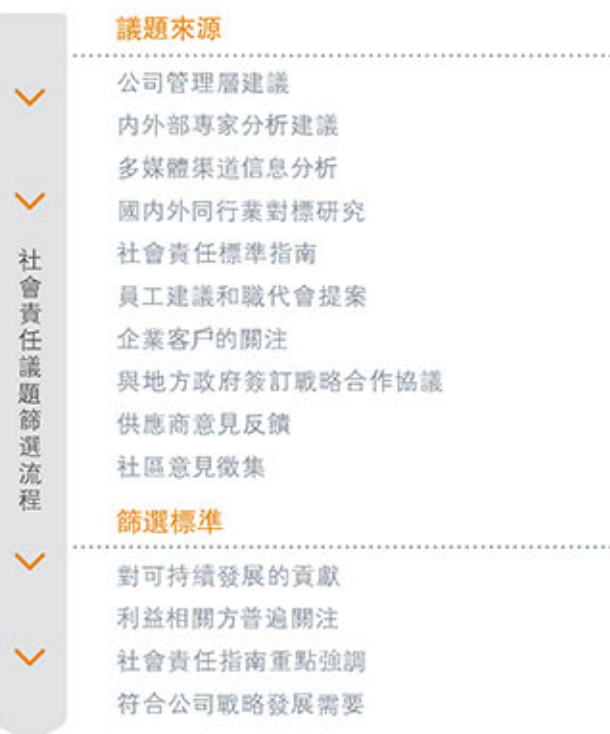 社會責任議題篩選流程
議題來源
公司管理層建議
内外部專家分析建議
多媒體渠道信息分析
國内外同行業對標研究
社會責任標準指南
員工建議和職代會提案
企業客戶的關注
與地方政府簽訂戰略合作協議
供應商意見反饋
社區意見徵集
篩選標準
對可持續發展的貢獻
利益相關方普遍關注
社會責任指南重點強調
符合公司戰略發展需要